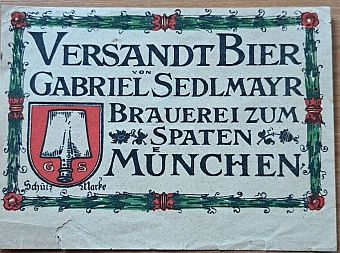 VERSANDT BIER
VON
GABRIEL SEDLMAYR
BRAUEREI ZUM
SPATEN
MÜNCHEN
G S
Schutz Marke